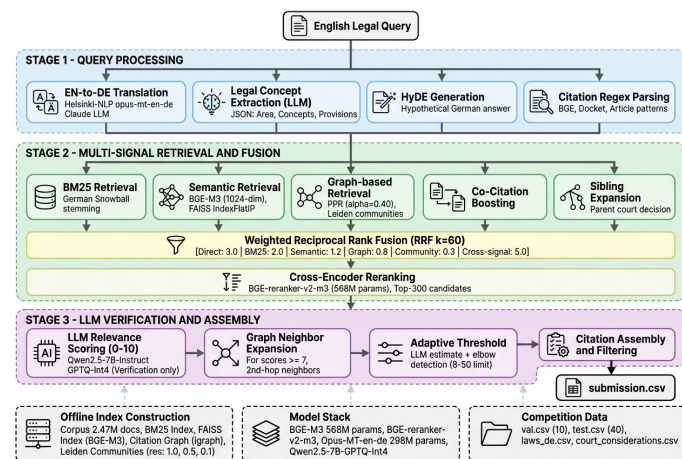 English Legal Query
STAGE 1 - QUERY PROCESSING
EN-to-DE Translation
Helsinki-NLP opus-mt-en-de
Claude LLM
Legal Concept
Extraction (LLM)
JSON: Area, Concepts, Provisions
HyDE Generation
Hypothetical German answer
Citation Regex Parsing
BGE, Docket, Article patterns
STAGE 2 - MULTI-SIGNAL RETRIEVAL AND FUSION
BM25 Retrieval
German Snowball
stemming
Semantic Retrieval
BGE-M3 (1024-dim),
FAISS IndexFlatIP
Graph-based
Retrieval
PPR (alpha=0.40),
Leiden communities
Co-Citation
Boosting
Sibling
Expansion
Parent court decision
Weighted Reciprocal Rank Fusion (RRF k=60)
[Direct: 3.0 | BM25: 2.0 | Semantic: 1.2 | Graph: 0.8 | Community: 0.3 | Cross-signal: 5.0]
Cross-Encoder Reranking
BGE-reranker-v2-m3 (568M params), Top-300 candidates
STAGE 3 - LLM VERIFICATION AND ASSEMBLY
AI
LLM Relevance
Scoring (0-10)
Qwen2.5-7B-Instruct
GPTQ-Int4 (Verification only)
Graph Neighbor
Expansion
For scores >= 7,
2nd-hop neighbors
Adaptive Threshold
LLM estimate + elbow
detection (8-50 limit)
Citation Assembly
and Filtering
submission.csv
Offline Index Construction
Corpus 2.47M docs, BM25 Index, FAISS
Index (BGE-M3), Citation Graph (igraph),
Leiden Communities (res: 1.0, 0.5, 0.1)
Model Stack
BGE-M3 568M params, BGE-reranker-
v2-m3, Opus-MT-en-de 298M params,
Qwen2.5-7B-GPTQ-Int4
Competition Data
val.csv (10), test.csv (40),
laws_de.csv, court_considerations.csv